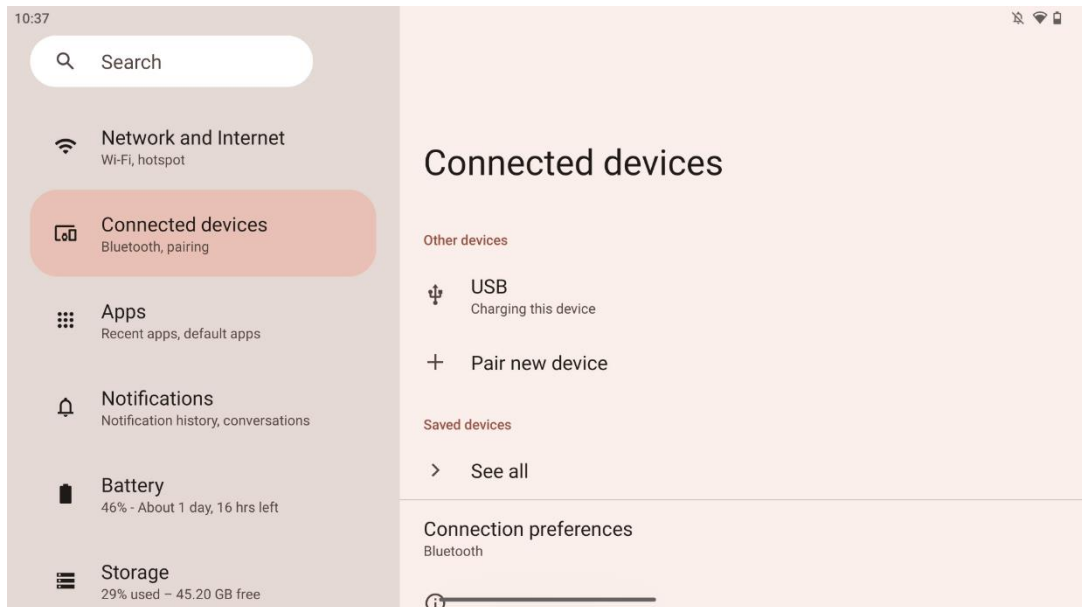 10:37
Search
Network and Internet
Wi-Fi, hotspot
Connected devices
Bluetooth, pairing
Apps
Recent apps, default apps
Notifications
Notification history, conversations
Battery
46% - About 1 day, 16 hrs left
Storage
29% used – 45.20 GB free
Connected devices
Other devices
USB
Charging this device
Pair new device
Saved devices
See all
Connection preferences
Bluetooth